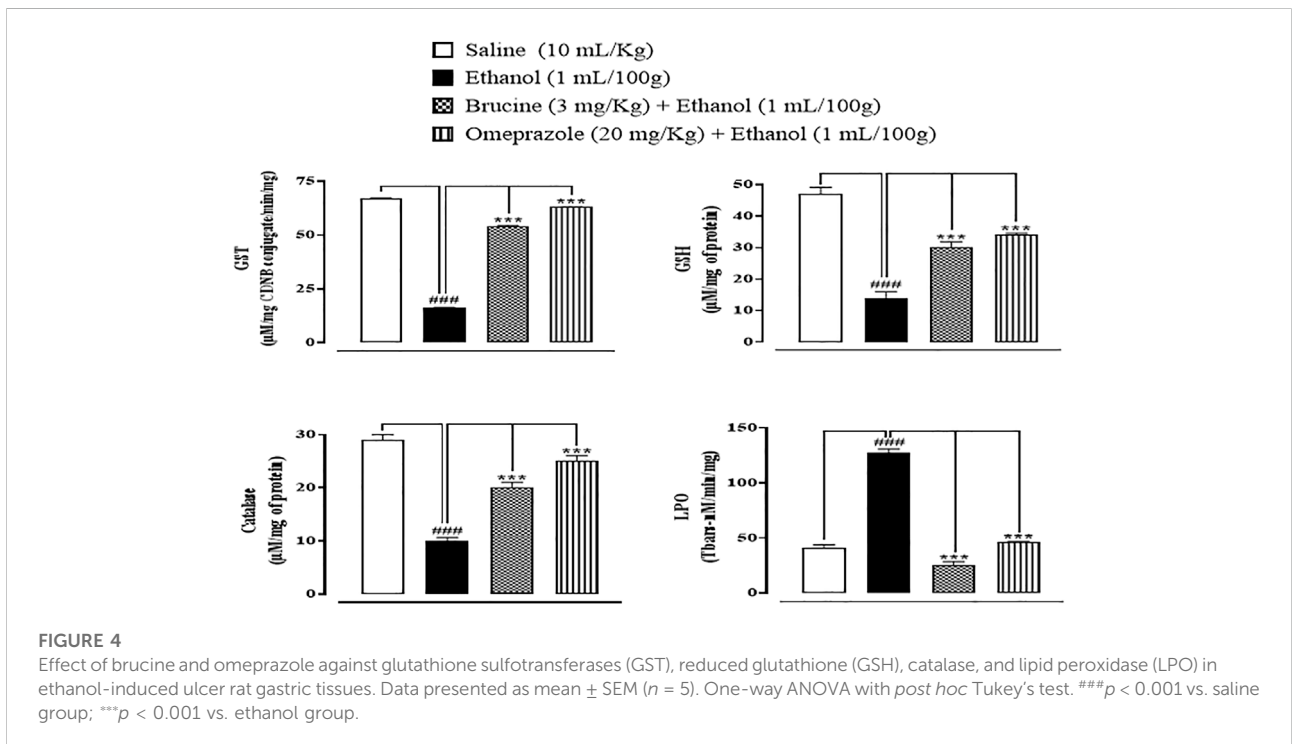 Saline (10 mL/Kg)
Ethanol (1 mL/100g)
Brucine (3 mg/Kg) + Ethanol (1 mL/100g)
Omeprazole (20 mg/Kg) + Ethanol (1 mL/100g)
GST
(µM/mg CDNB conjugate/min/mg)
75
50
25
0
###
***
***
GSH
(µM/mg of protein)
50
40
30
20
10
0
###
***
***
Catalase
(µM/mg of protein)
30
20
10
0
###
***
***
LPO
(Tbars-nM/min/mg)
150
100
50
0
###
***
***
FIGURE 4
Effect of brucine and omeprazole against glutathione sulfotransferases (GST), reduced glutathione (GSH), catalase, and lipid peroxidase (LPO) in
ethanol-induced ulcer rat gastric tissues. Data presented as mean ± SEM (n = 5). One-way ANOVA with post hoc Tukey's test. ###p < 0.001 vs. saline
group; ***p < 0.001 vs. ethanol group.